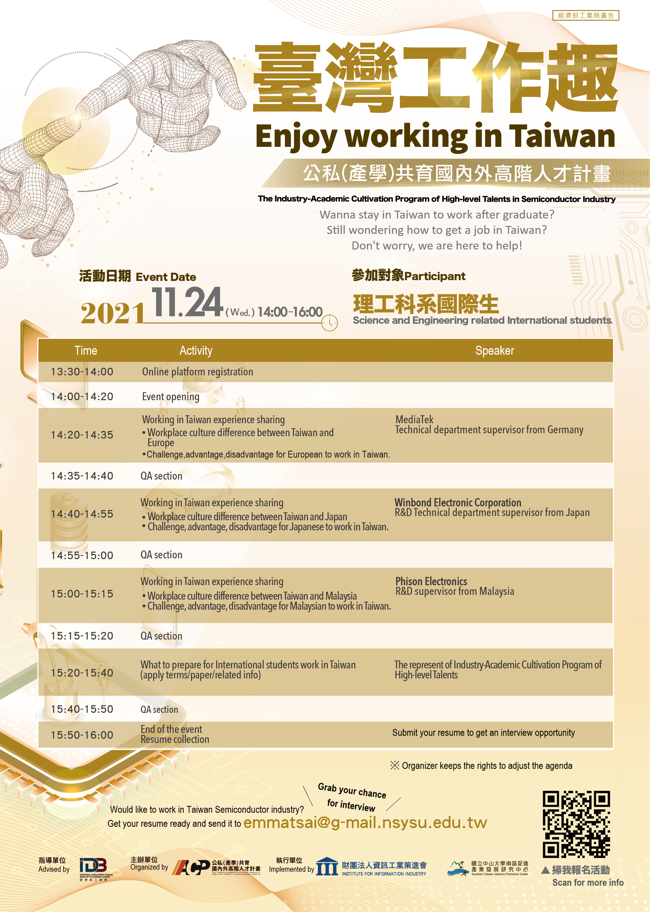 經濟部工業局廣告
臺灣工作趣
Enjoy working in Taiwan
公私(產學)共育國內外高階人才計畫
The Industry-Academic Cultivation Program of High-level Talents in Semiconductor Industry
Wanna stay in Taiwan to work after graduate?
Still wondering how to get a job in Taiwan?
Don't worry, we are here to help!
活動日期 Event Date
2021 11.24 (Wed.) 14:00-16:00
參加對象Participant
理工科系國際生
Science and Engineering related International students.
Time Activity Speaker
13:30-14:00 Online platform registration
14:00-14:20 Event opening
14:20-14:35 Working in Taiwan experience sharing
• Workplace culture difference between Taiwan and
Europe
•Challenge,advantage,disadvantage for European to work in Taiwan.
MediaTek
Technical department supervisor from Germany
14:35-14:40 QA section
14:40-14:55 Working in Taiwan experience sharing
• Workplace culture difference between Taiwan and Japan
• Challenge, advantage, disadvantage for Japanese to work in Taiwan.
Winbond Electronic Corporation
R&D Technical department supervisor from Japan
14:55-15:00 QA section
15:00-15:15 Working in Taiwan experience sharing
• Workplace culture difference between Taiwan and Malaysia
• Challenge, advantage, disadvantage for Malaysian to work in Taiwan.
Phison Electronics
R&D supervisor from Malaysia
15:15-15:20 QA section
15:20-15:40 What to prepare for International students work in Taiwan
(apply terms/paper/related info)
The represent of Industry-Academic Cultivation Program of
High-level Talents
15:40-15:50 QA section
15:50-16:00 End of the event
Resume collection
Submit your resume to get an interview opportunity
※ Organizer keeps the rights to adjust the agenda
Grab your chance
for interview
Would like to work in Taiwan Semiconductor industry?
Get your resume ready and send it to emmatsai@g-mail.nsysu.edu.tw
指導單位
Advised by
IDB
主辦單位
Organized by
ACP 公私(產學)共育
國內外高階人才計畫
執行單位
Implemented by
財團法人資訊工業策進會
INSTITUTE FOR INFORMATION INDUSTRY
國立中山大學南區促進
產業發展研究中心
▲掃我報名活動
Scan for more info